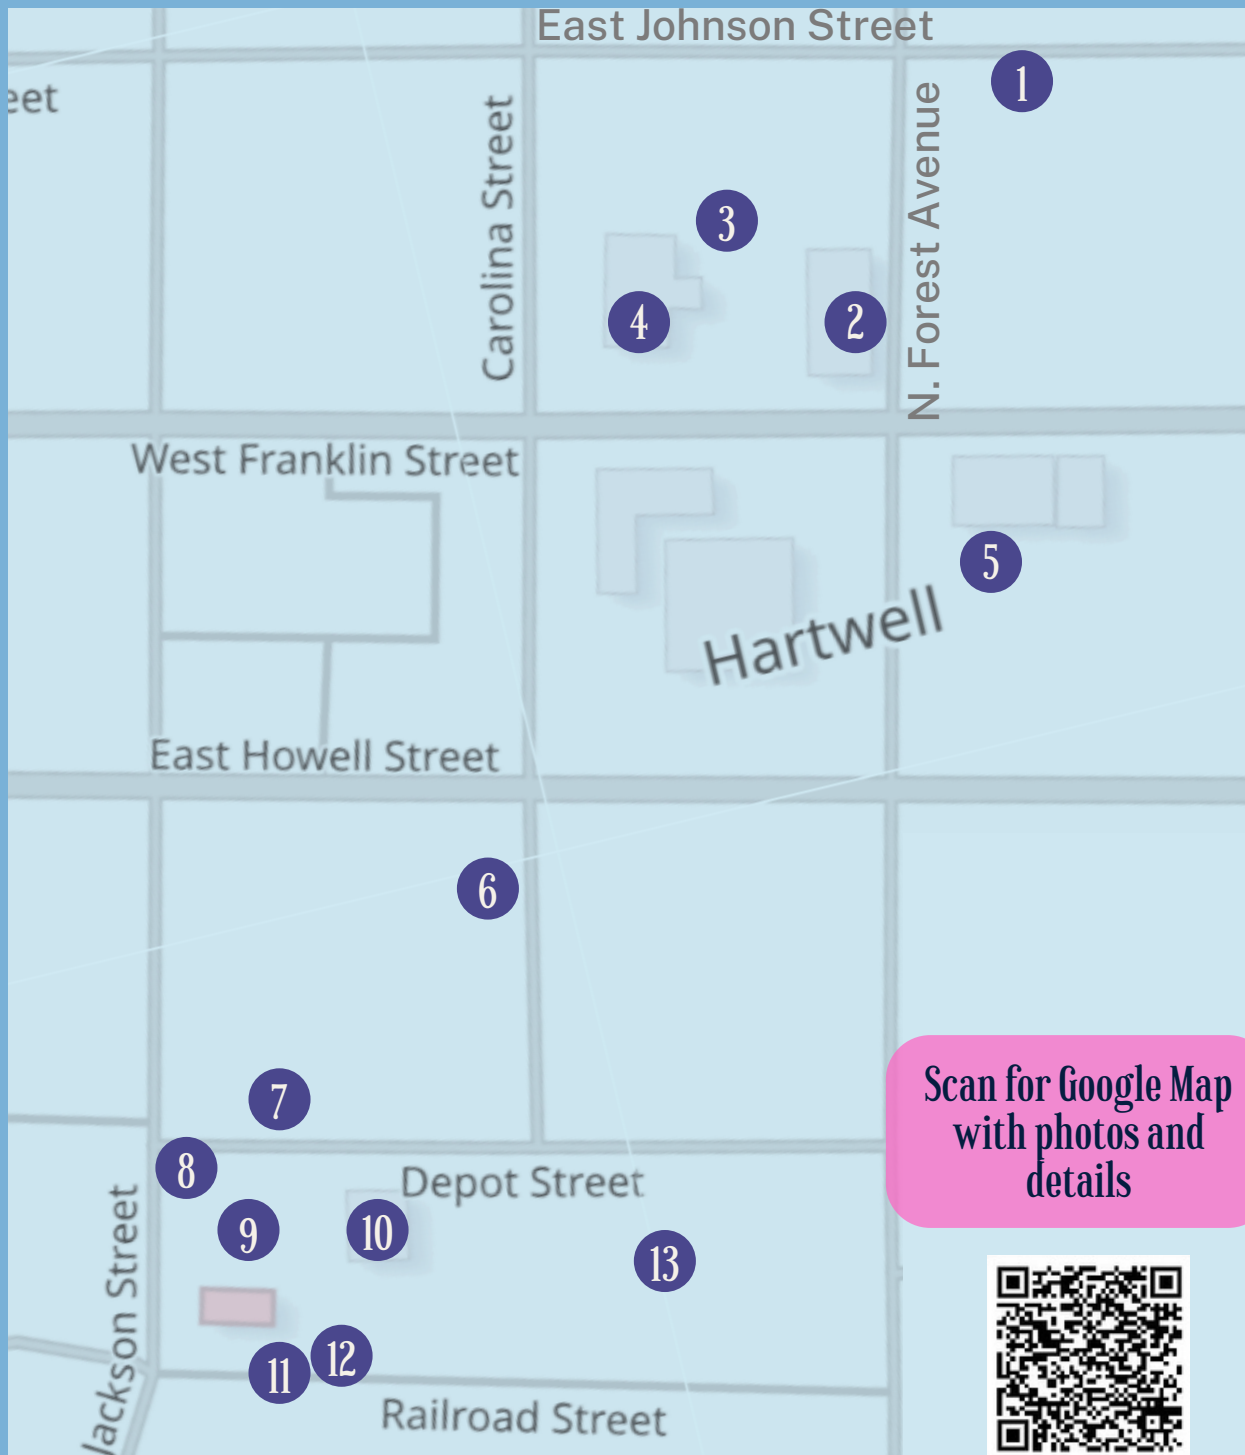 East Johnson Street
1
eet
Carolina Street
N. Forest Avenue
3
4
2
West Franklin Street
5
Hartwell
East Howell Street
6
Scan for Google Map
with photos and
details
7
8
Depot Street
9
10
13
Jackson Street
12
11
Railroad Street